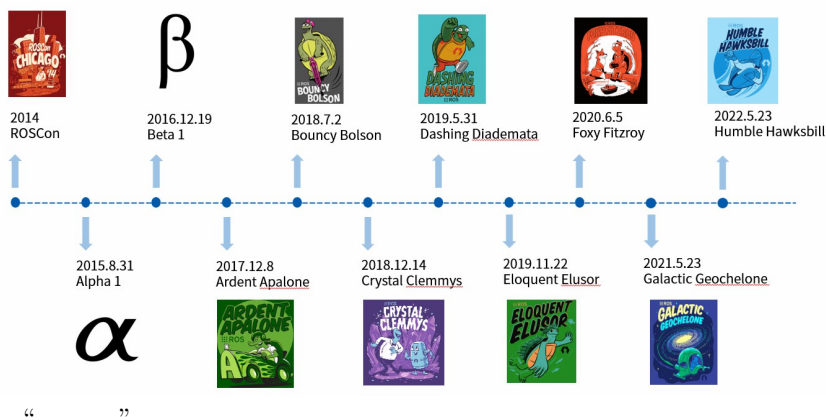 ROSCon
CHICAGO
'14
β
BOUNCY
BOLSON
DASHING
DIADEMATA
ROS
HUMBLE
HAWKSBILL
2014
ROSCon
2016.12.19
Beta 1
2018.7.2
Bouncy Bolson
2019.5.31
Dashing Diademata
2020.6.5
Foxy Fitzroy
2022.5.23
Humble Hawksbill
2015.8.31
Alpha 1
2017.12.8
Ardent Apalone
2018.12.14
Crystal Clemmys
2019.11.22
Eloquent Elusor
2021.5.23
Galactic Geochelone
α
ARDENT
APALONE
ROS
CRYSTAL
CLEMMYS
ELOQUENT
ELUSOR
GALACTIC
GEOCHELONE
“ ”